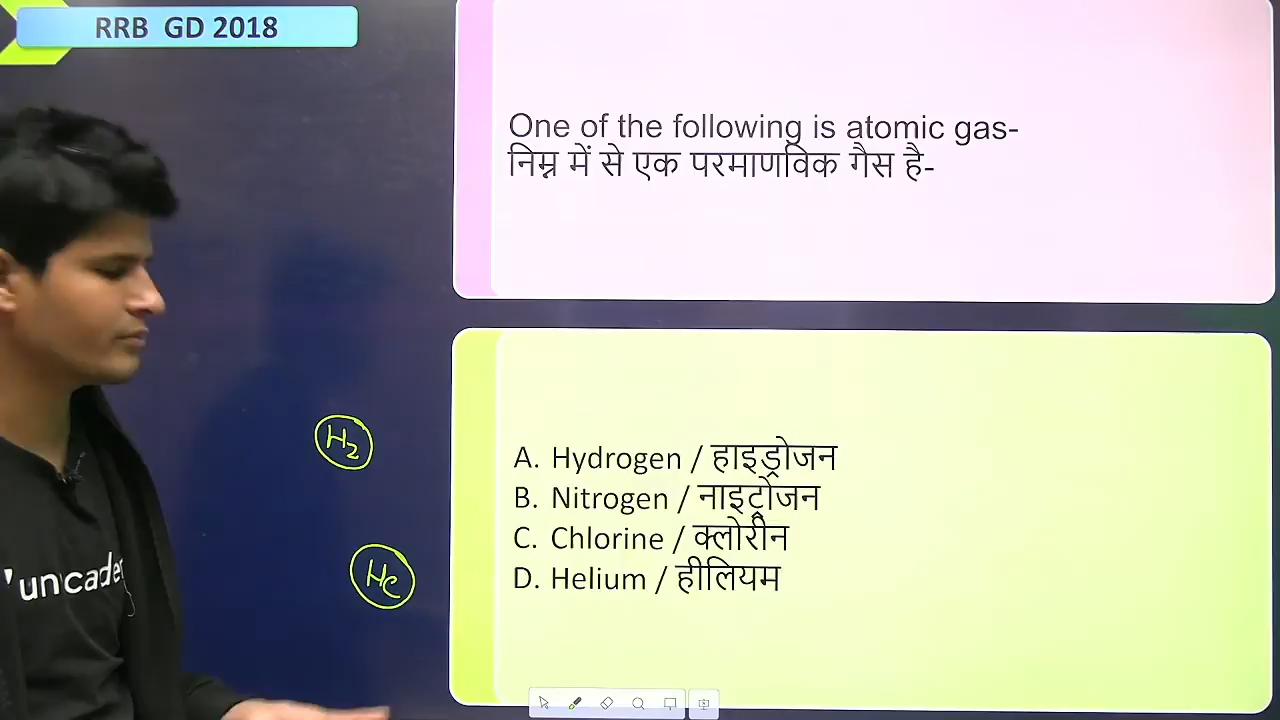 RRB GD 2018
One of the following is atomic gas-
निम्न में से एक परमाणविक गैस है-
H2
He
A. Hydrogen / हाइड्रोजन
B. Nitrogen / नाइट्रोजन
C. Chlorine / क्लोरीन
D. Helium / हीलियम